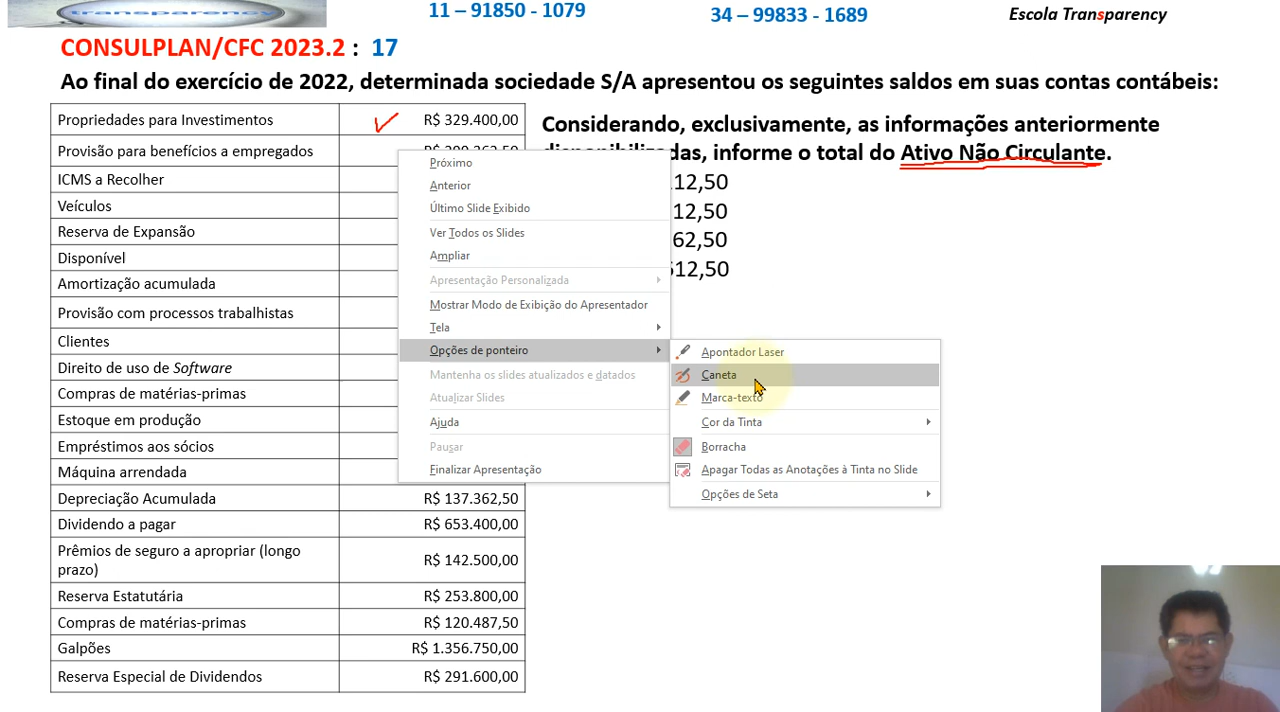 transparency
11 – 91850 - 1079
34 – 99833 - 1689
Escola Transparency
CONSULPLAN/CFC 2023.2 : 17
Ao final do exercício de 2022, determinada sociedade S/A apresentou os seguintes saldos em suas contas contábeis:
Propriedades para Investimentos R$ 329.400,00
Provisão para benefícios a empregados
ICMS a Recolher
Veículos
Reserva de Expansão
Disponível
Amortização acumulada
Provisão com processos trabalhistas
Clientes
Direito de uso de Software
Compras de matérias-primas
Estoque em produção
Empréstimos aos sócios
Máquina arrendada
Depreciação Acumulada R$ 137.362,50
Dividendo a pagar R$ 653.400,00
Prêmios de seguro a apropriar (longo
prazo) R$ 142.500,00
Reserva Estatutária R$ 253.800,00
Compras de matérias-primas R$ 120.487,50
Galpões R$ 1.356.750,00
Reserva Especial de Dividendos R$ 291.600,00
Considerando, exclusivamente, as informações anteriormente
informe o total do Ativo Não Circulante.
12,50
12,50
62,50
512,50
Próximo
Anterior
Último Slide Exibido
Ver Todos os Slides
Ampliar
Apresentação Personalizada
Mostrar Modo de Exibição do Apresentador
Tela
Opções de ponteiro
Mantenha os slides atualizados e datados
Atualizar Slides
Ajuda
Pausar
Finalizar Apresentação
Apontador Laser
Caneta
Marca-texto
Cor da Tinta
Borracha
Apagar Todas as Anotações à Tinta no Slide
Opções de Seta